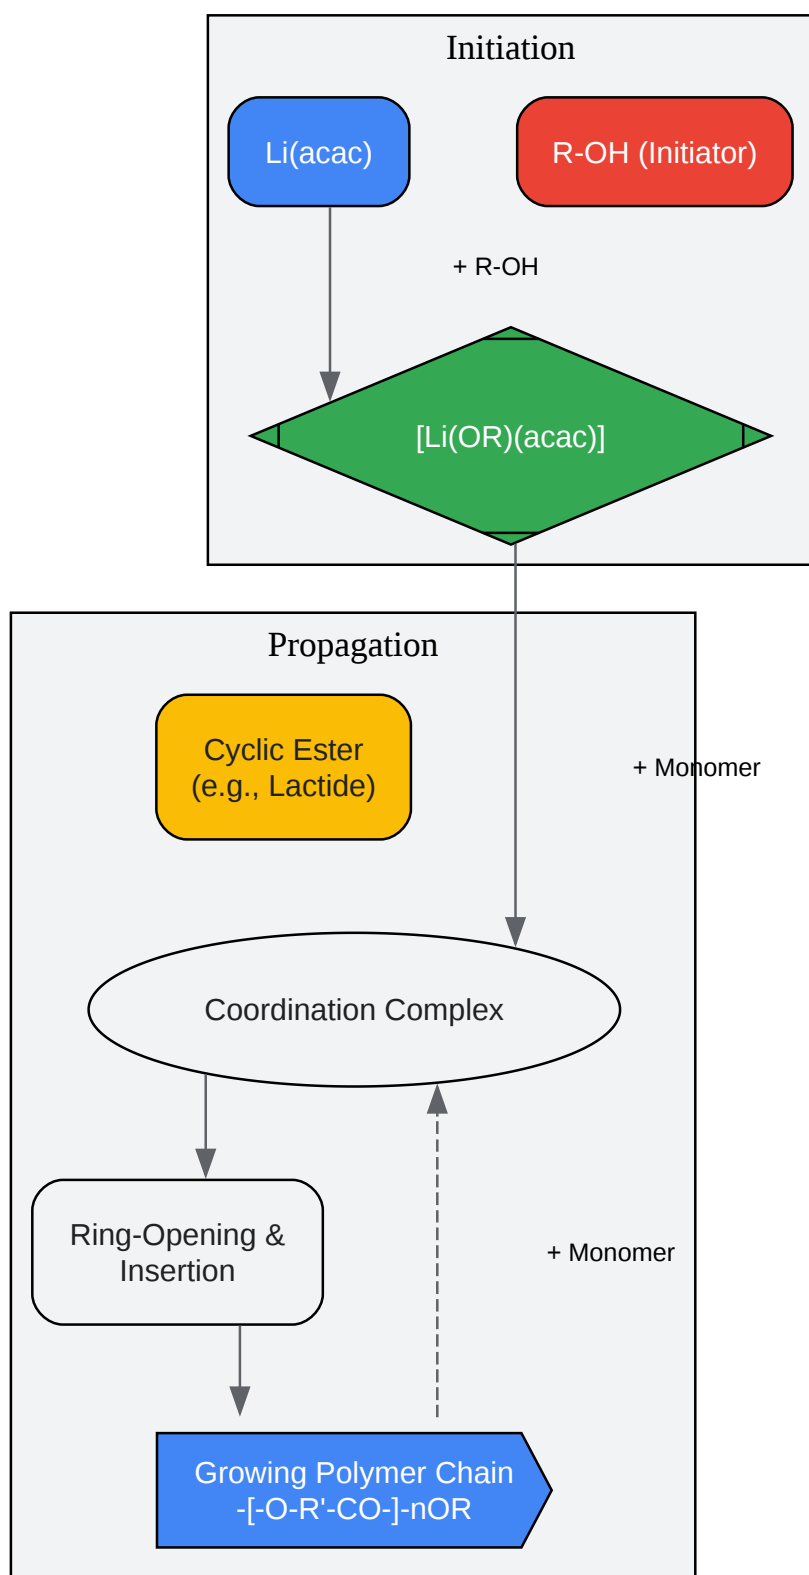 Initiation
Li(acac)
R-OH (Initiator)
+ R-OH
[Li(OR)(acac)]
Propagation
Cyclic Ester
(e.g., Lactide)
+ Monomer
Coordination Complex
Ring-Opening &
Insertion
+ Monomer
Growing Polymer Chain
-[-O-R'-CO-]-nOR